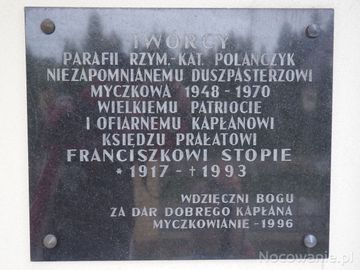 TWÓRCY
PARAFII RZYM.-KAT. POLAŃCZYK
NIEZAPOMNIANEMU DUSZPASTERZOWI
MYCZKOWA 1948 - 1970
WIELKIEMU PATRIOCIE
I OFIARNEMU KAPŁANOWI
KSIĘDZU PRAŁATOWI
FRANCISZKOWI STOPIE
* 1917 - † 1993
WDZIĘCZNI BOGU
ZA DAR DOBREGO KAPŁANA
MYCZKOWIANIE - 1996
Nocowanie.pl